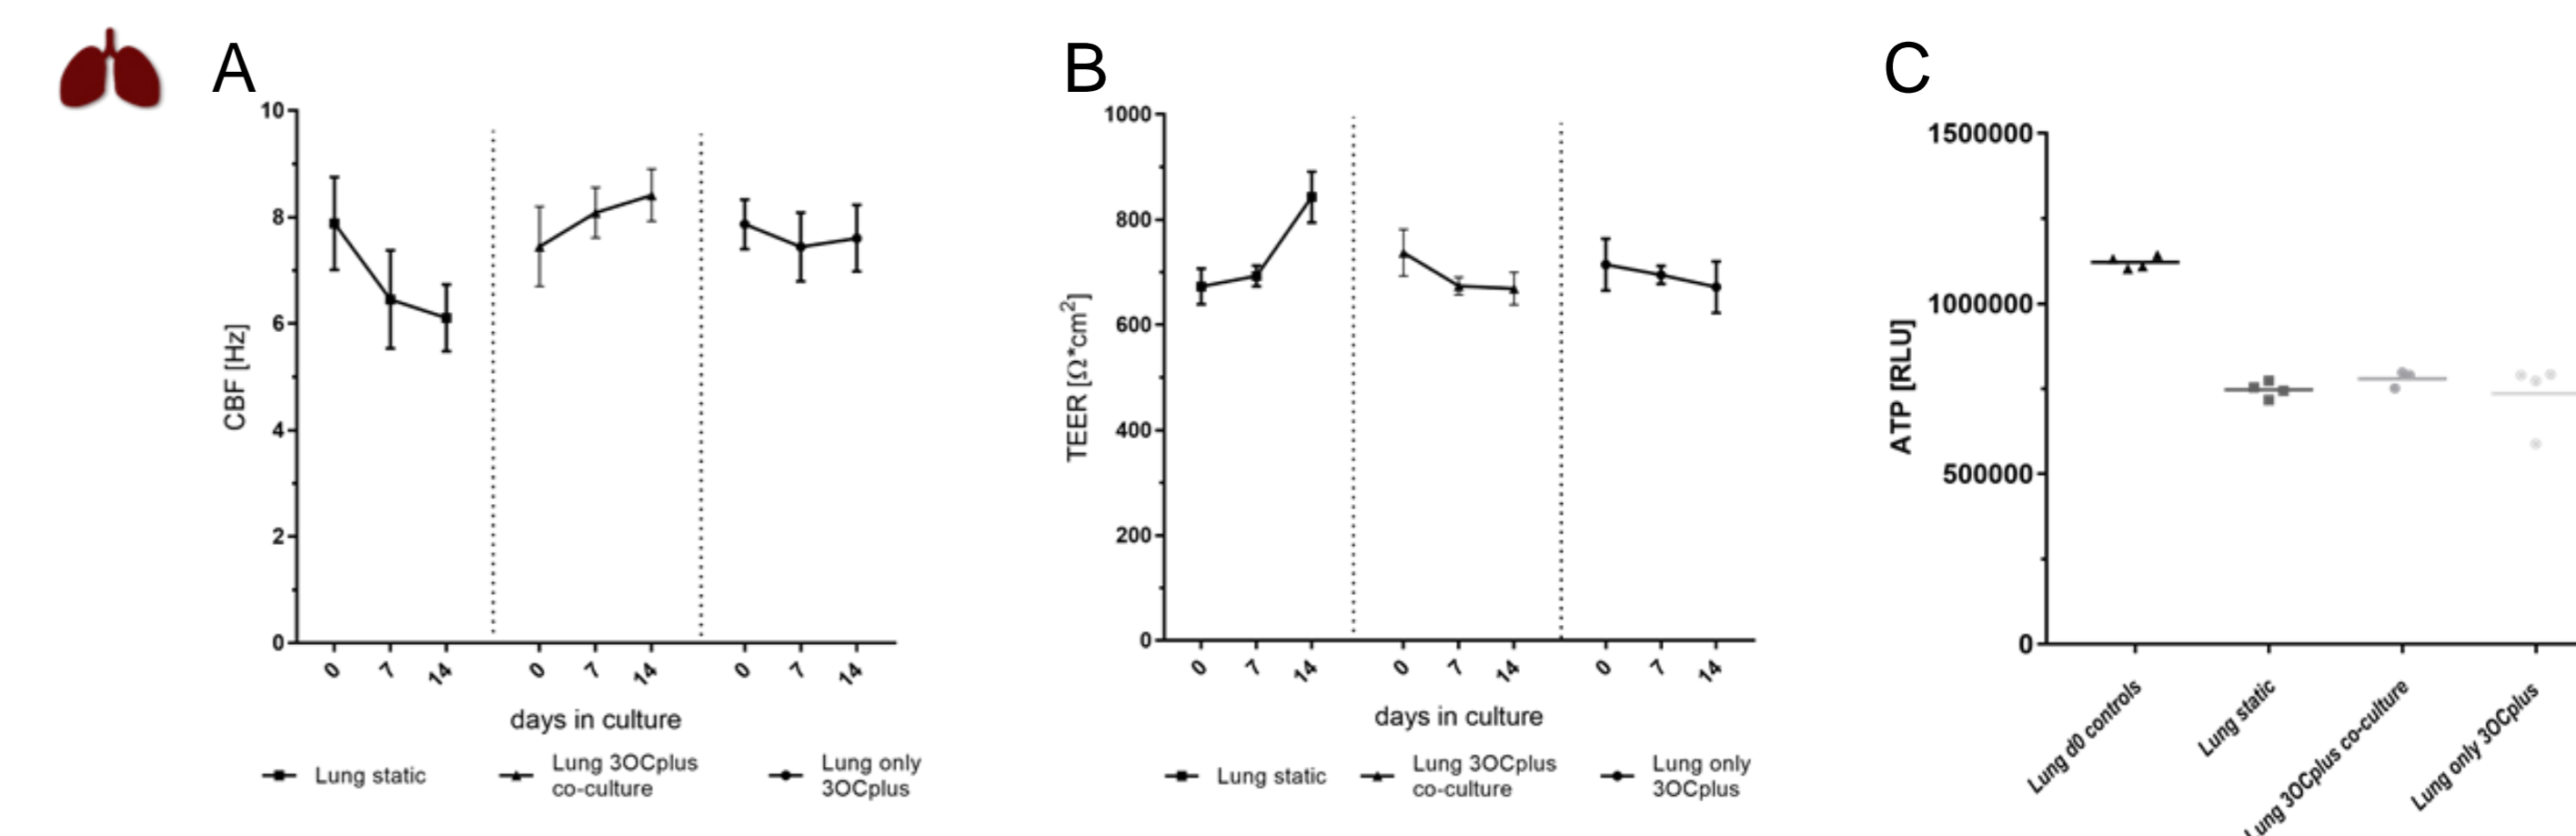 A
B
C
10
8
6
4
2
0
CBF [Hz]
0
7
14
0
7
14
0
7
14
days in culture
Lung static
Lung 3OCplus
co-culture
Lung only
3OCplus
1000
800
600
400
200
0
TEER [Ω*cm²]
0
7
14
0
7
14
0
7
14
days in culture
Lung static
Lung 3OCplus
co-culture
Lung only
3OCplus
1500000
1000000
500000
0
ATP [RLU]
Lung d0 controls
Lung static
Lung 3OCplus co-culture
Lung only 3OCplus